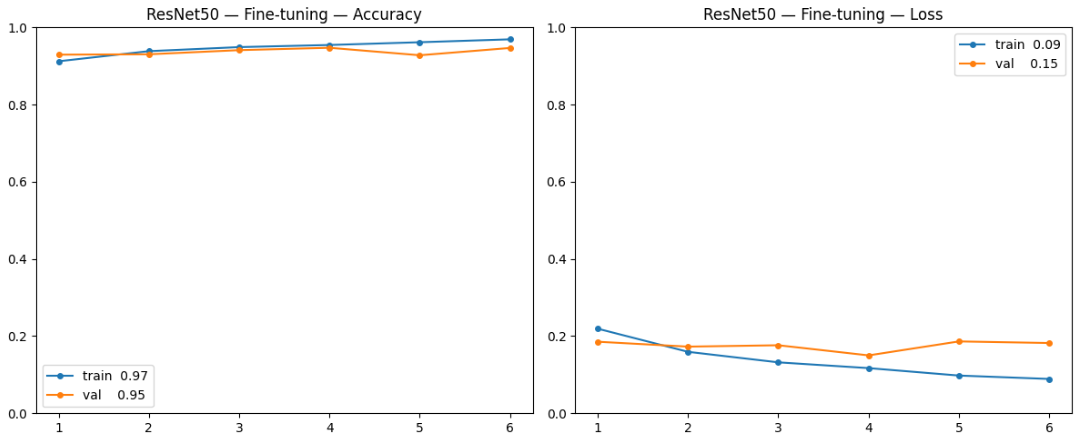 ResNet50 — Fine-tuning — Accuracy
1.0
0.8
0.6
0.4
0.2
0.0
train 0.97
val 0.95
1 2 3 4 5 6
ResNet50 — Fine-tuning — Loss
1.0
0.8
0.6
0.4
0.2
0.0
train 0.09
val 0.15
1 2 3 4 5 6